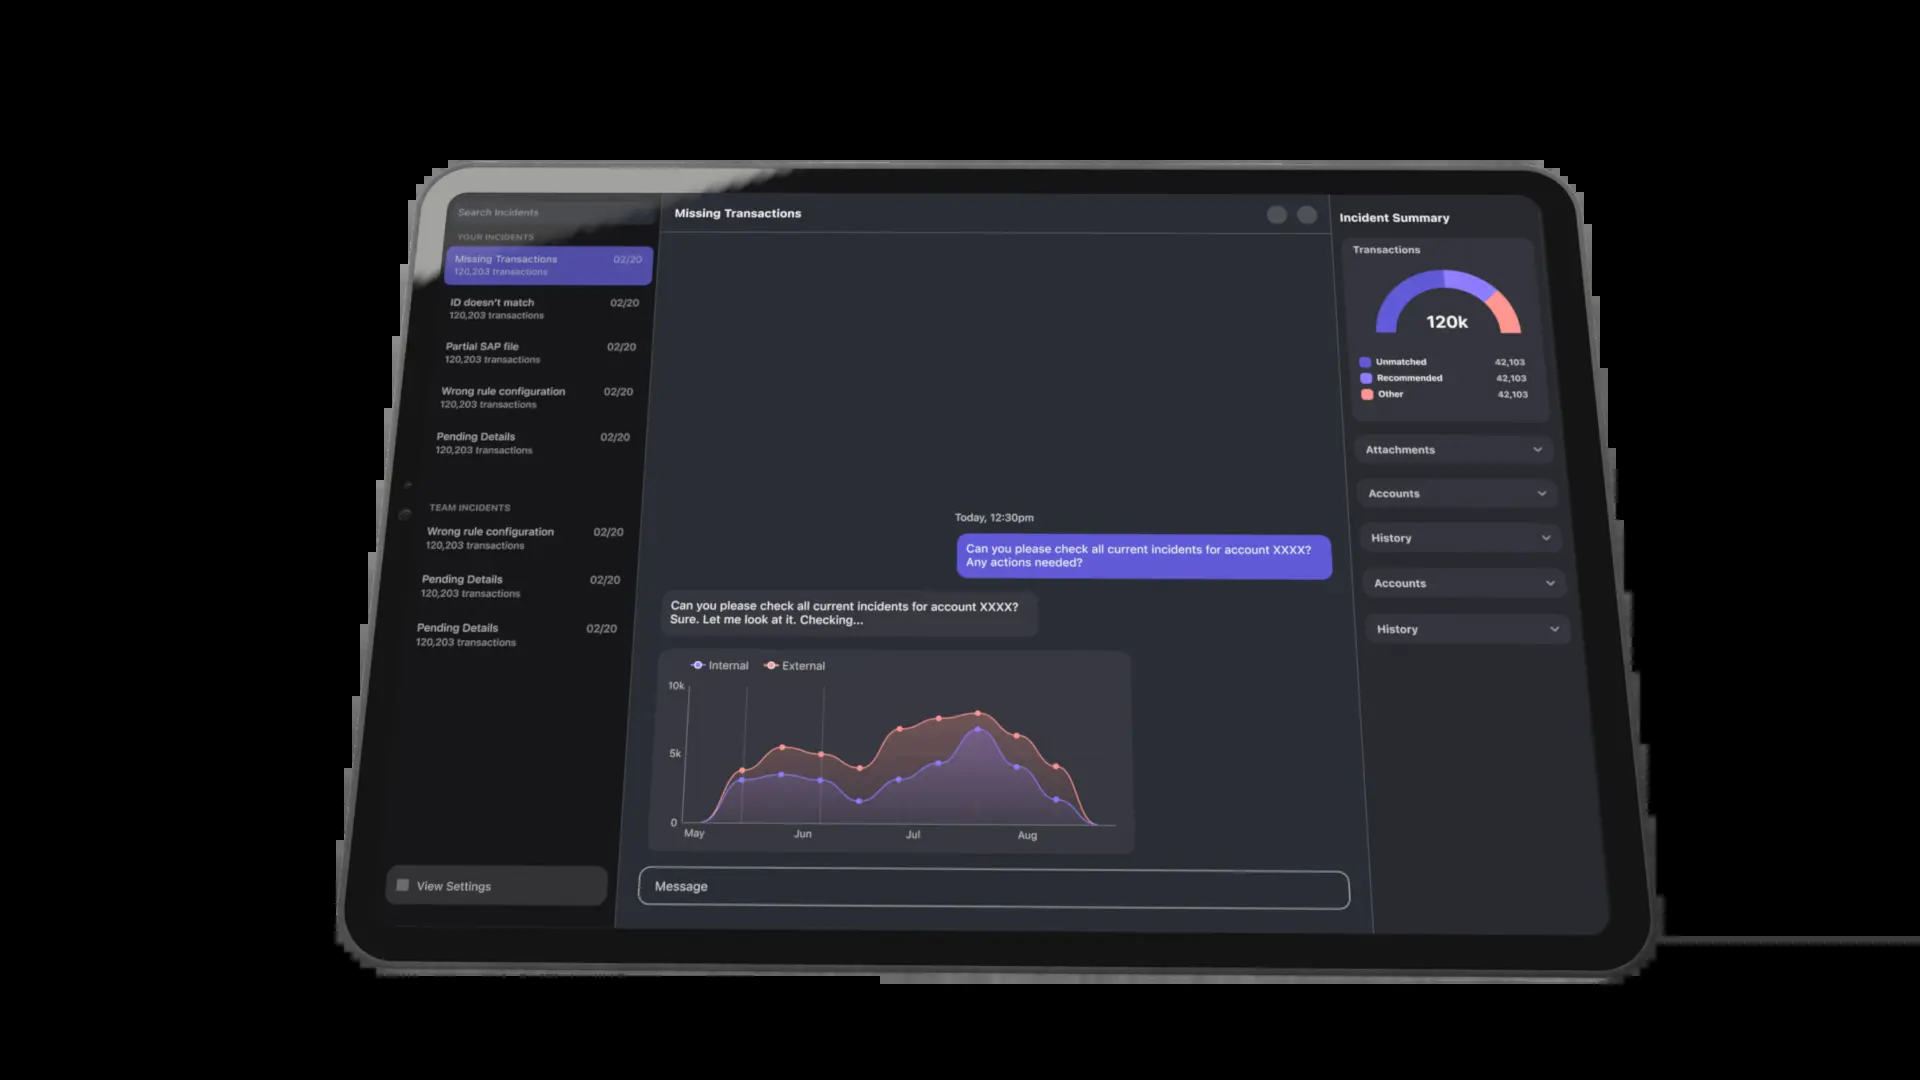 Search Incidents
YOUR INCIDENTS
Missing Transactions 02/20
120,203 transactions
ID doesn't match 02/20
120,203 transactions
Partial SAP file 02/20
120,203 transactions
Wrong rule configuration 02/20
120,203 transactions
Pending Details 02/20
120,203 transactions
TEAM INCIDENTS
Wrong rule configuration 02/20
120,203 transactions
Pending Details 02/20
120,203 transactions
Pending Details 02/20
120,203 transactions
View Settings
Missing Transactions
Today, 12:30pm
Can you please check all current incidents for account XXXX?
Any actions needed?
Can you please check all current incidents for account XXXX?
Sure. Let me look at it. Checking...
Internal External
10k
5k
0
May Jun Jul Aug
Message
Incident Summary
Transactions
120k
Unmatched 42,103
Recommended 42,103
Other 42,103
Attachments
Accounts
History
Accounts
History